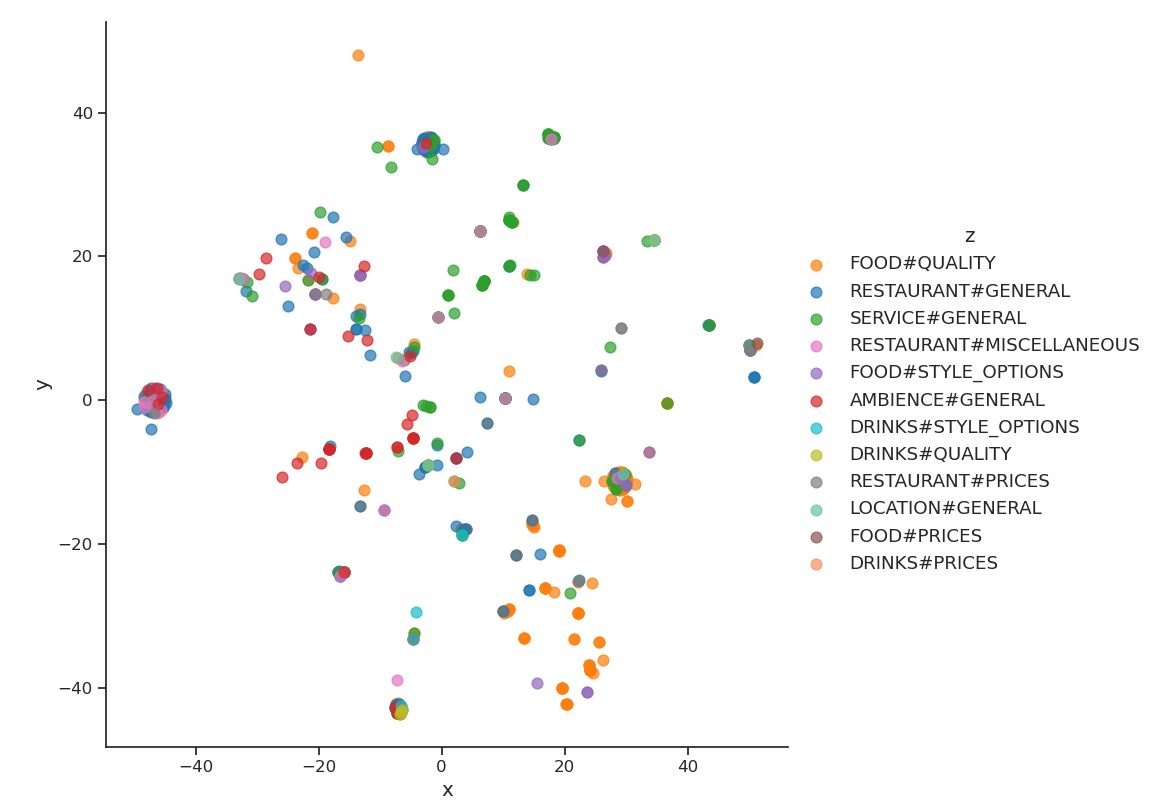 40
20
0
−20
−40
y
−40
−20
0
20
40
x
z
FOOD#QUALITY
RESTAURANT#GENERAL
SERVICE#GENERAL
RESTAURANT#MISCELLANEOUS
FOOD#STYLE_OPTIONS
AMBIENCE#GENERAL
DRINKS#STYLE_OPTIONS
DRINKS#QUALITY
RESTAURANT#PRICES
LOCATION#GENERAL
FOOD#PRICES
DRINKS#PRICES